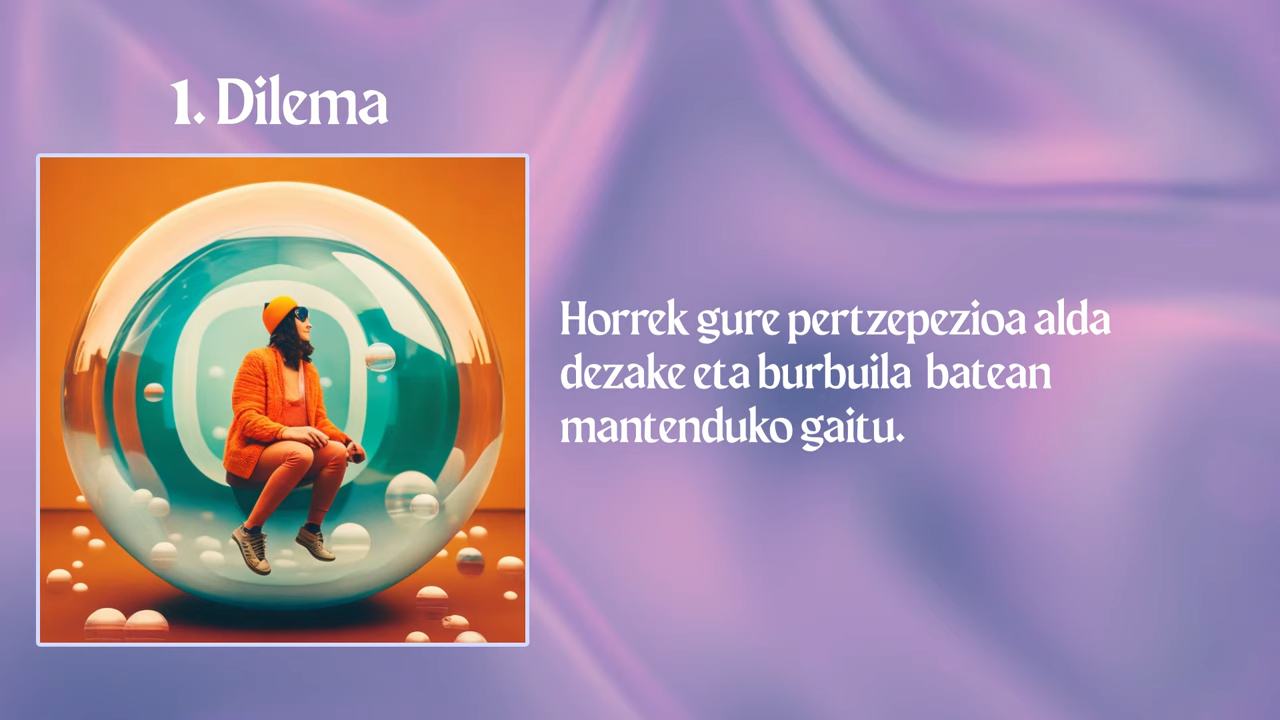 1. Dilema
Horrek gure pertzepezioa alda
dezake eta burbuila batean
mantenduko gaitu.